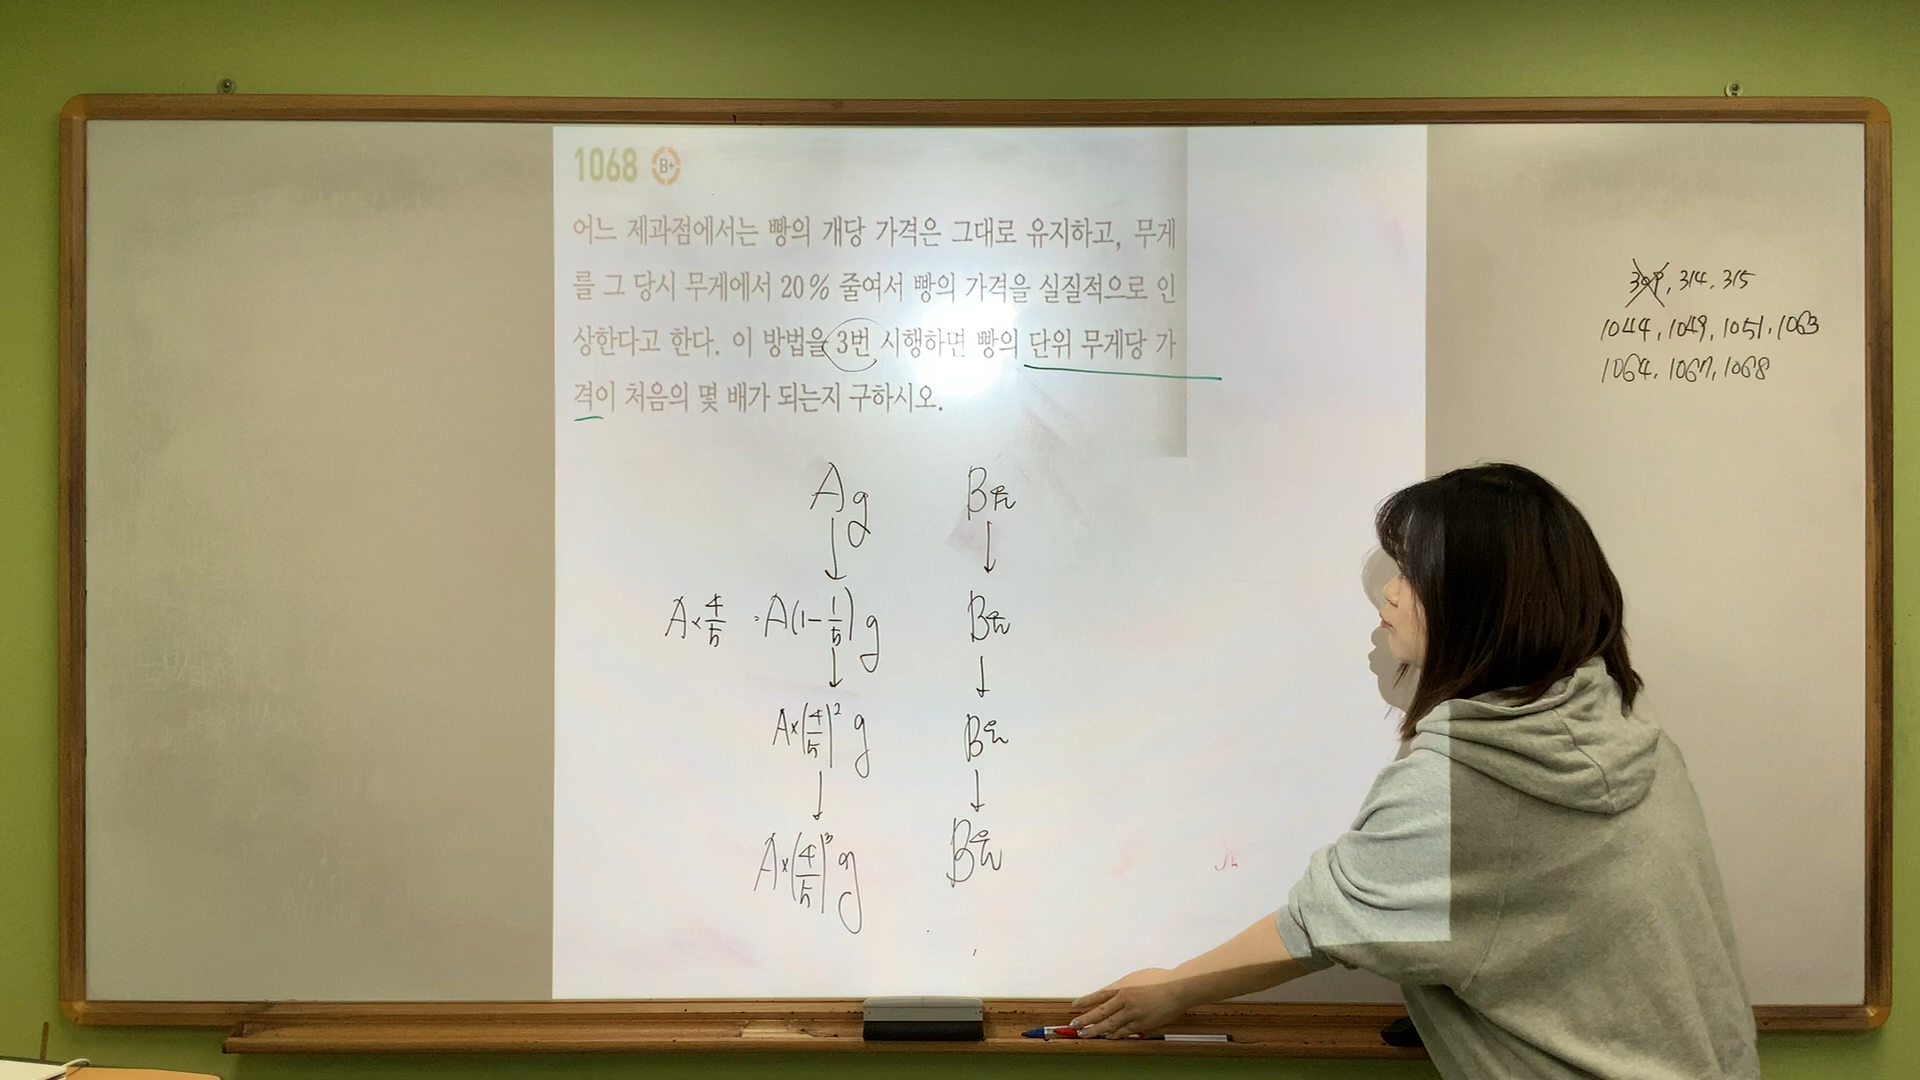 1068 B+
어느 제과점에서는 빵의 개당 가격은 그대로 유지하고, 무게
를 그 당시 무게에서 20% 줄여서 빵의 가격을 실질적으로 인
상한다고 한다. 이 방법을 3번 시행하면 빵의 단위 무게당 가
격이 처음의 몇 배가 되는지 구하시오.
A g B원
↓ ↓
A×4/5 = A(1-1/5) g B원
↓ ↓
A×(4/5)² g B원
↓ ↓
A×(4/5)³ g B원
309, 314, 315
1044, 1049, 1051, 1063
1064, 1067, 1068